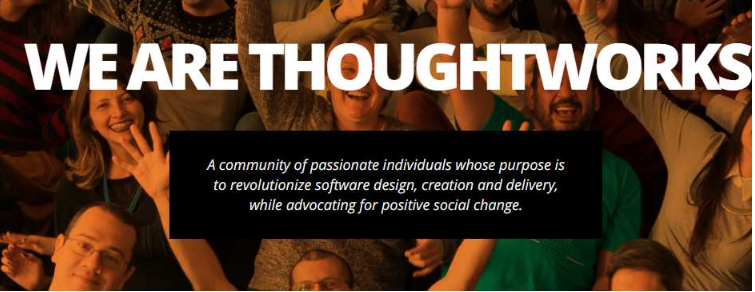 WE ARE THOUGHTWORKS
A community of passionate individuals whose purpose is
to revolutionize software design, creation and delivery,
while advocating for positive social change.